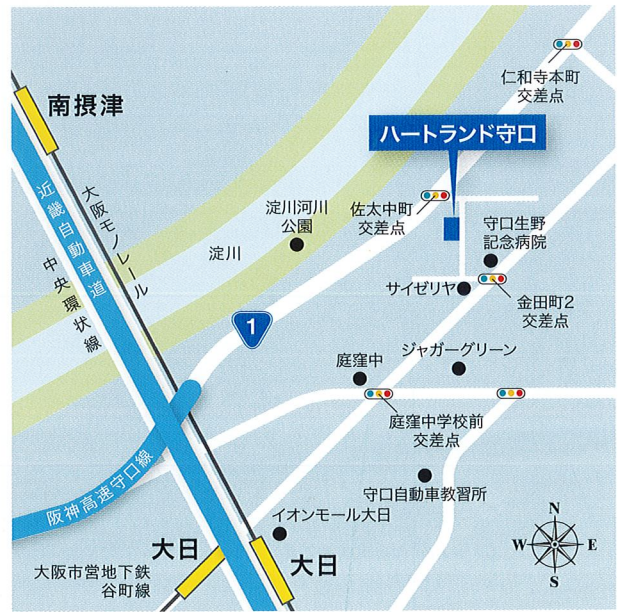 仁和寺本町
交差点
南摂津
ハートランド守口
近畿自動車道
大阪モノレール
中央環状線
淀川河川
公園
淀川
佐太中町
交差点
守口生野
記念病院
サイゼリヤ
金田町2
交差点
1
庭窪中
ジャガーグリーン
庭窪中学校前
交差点
阪神高速守口線
守口自動車教習所
イオンモール大日
大日
大日
大阪市営地下鉄
谷町線
N
W
E
S